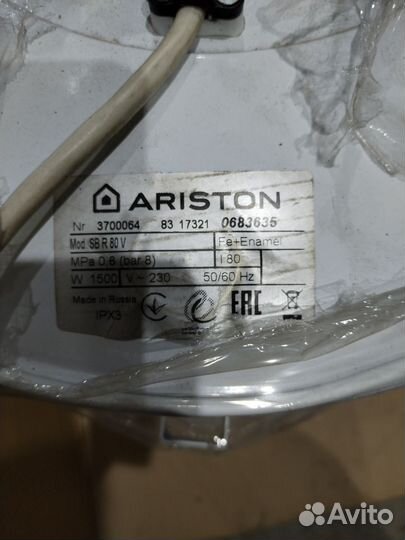 ARISTON
Nr 3700064 83 17321 0683635
Mod. SB R 80 V Fe+Enamel
MPa 0,8 (bar 8) l 80
W 1500 V~ 230 50/60 Hz
Made in Russia
IPX3
EAC
Avito